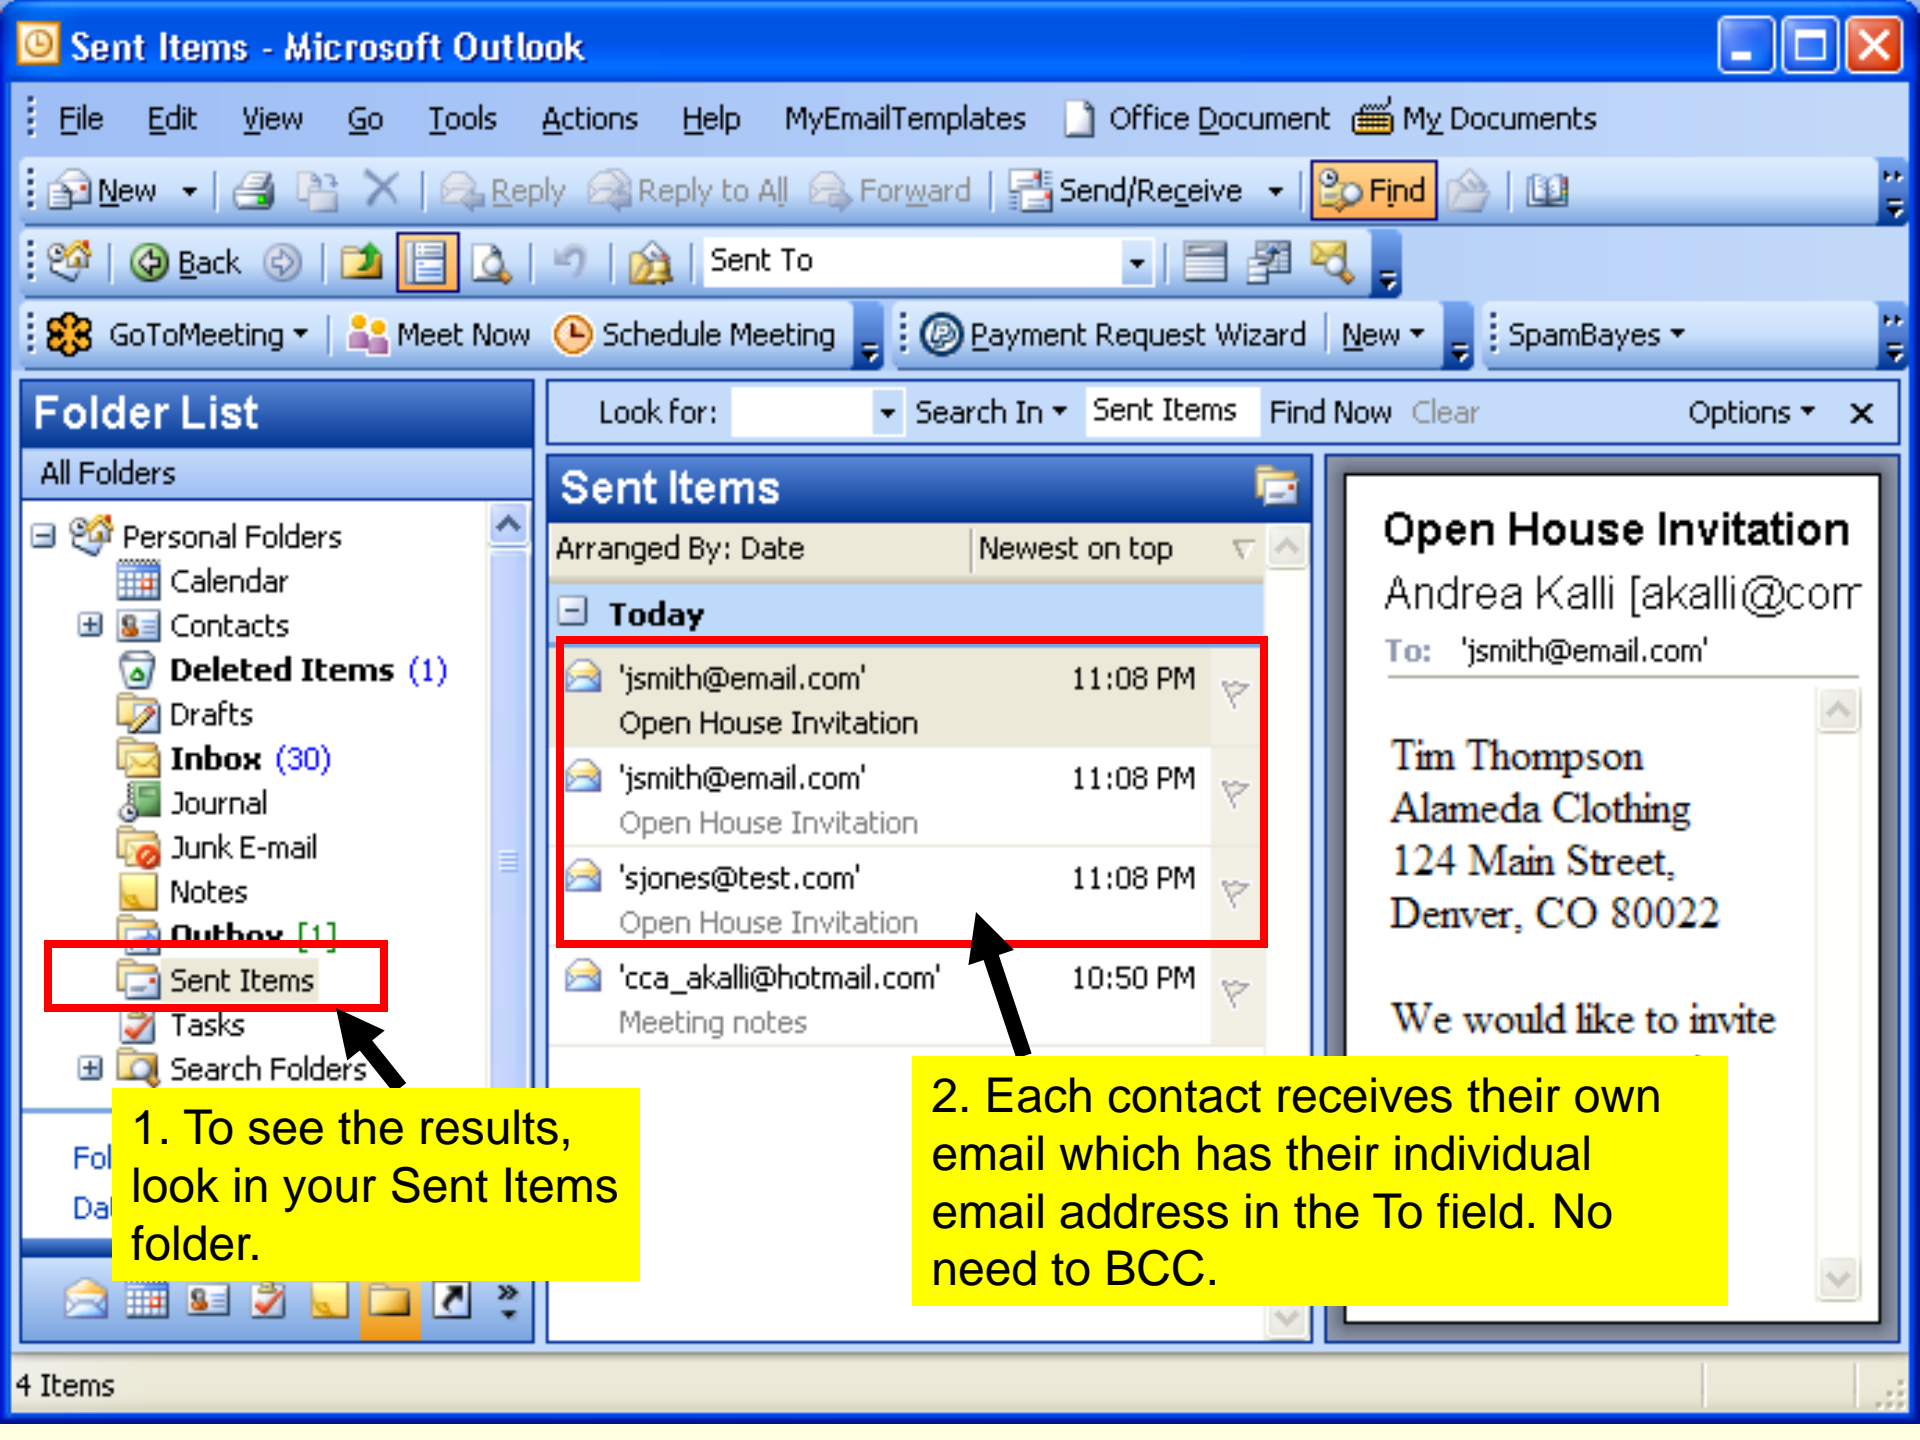 Sent Items - Microsoft Outlook
File Edit View Go Tools Actions Help MyEmailTemplates Office Document My Documents
New Reply Reply to All Forward Send/Receive Find
Back Sent To
GoToMeeting Meet Now Schedule Meeting Payment Request Wizard New SpamBayes
Folder List
Look for: Search In Sent Items Find Now Clear Options
All Folders
Personal Folders
Calendar
Contacts
Deleted Items (1)
Drafts
Inbox (30)
Journal
Junk E-mail
Notes
Outbox [1]
Sent Items
Tasks
Search Folders
Sent Items
Arranged By: Date Newest on top
Today
'jsmith@email.com' 11:08 PM
Open House Invitation
'jsmith@email.com' 11:08 PM
Open House Invitation
'sjones@test.com' 11:08 PM
Open House Invitation
'cca_akalli@hotmail.com' 10:50 PM
Meeting notes
Open House Invitation
Andrea Kalli [akalli@com
To: 'jsmith@email.com'
Tim Thompson
Alameda Clothing
124 Main Street,
Denver, CO 80022
We would like to invite
1. To see the results,
look in your Sent Items
folder.
2. Each contact receives their own
email which has their individual
email address in the To field. No
need to BCC.
4 Items